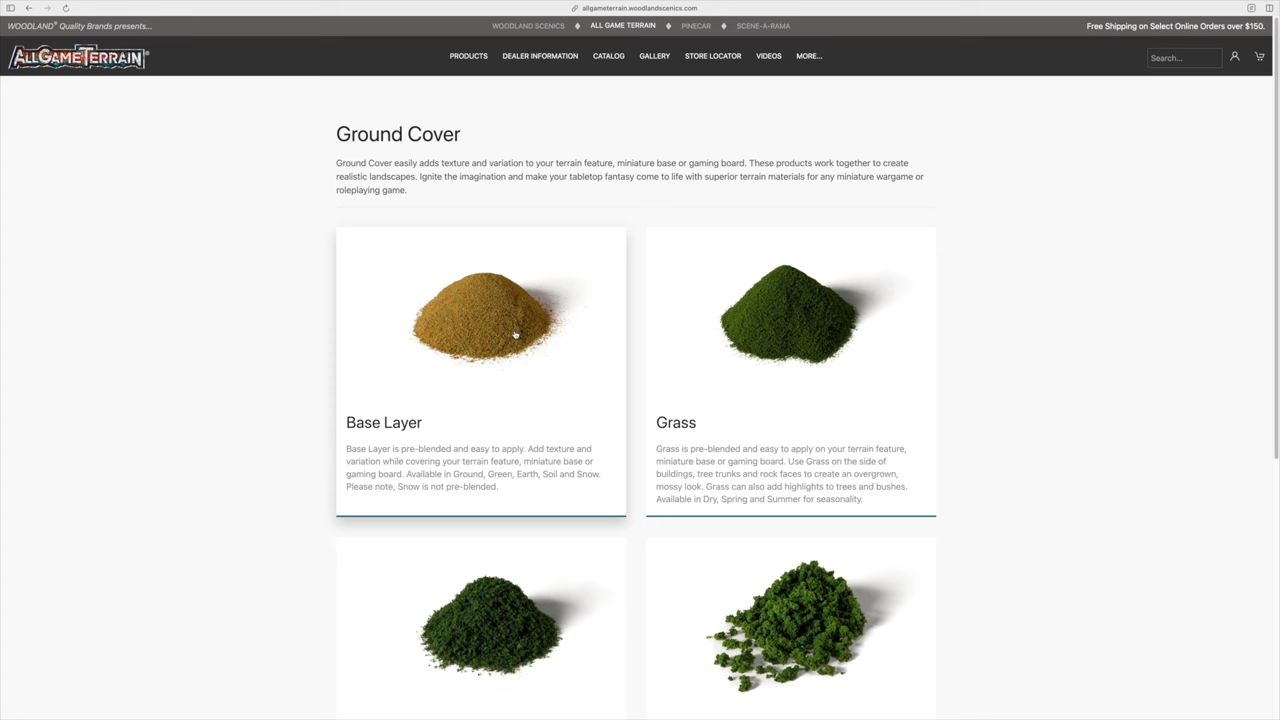 allgameterrain.woodlandscenics.com
WOODLAND® Quality Brands presents...
WOODLAND SCENICS ♦ ALL GAME TERRAIN ♦ PINECAR ♦ SCENE-A-RAMA
Free Shipping on Select Online Orders over $150.
ALL GAME TERRAIN®
PRODUCTS DEALER INFORMATION CATALOG GALLERY STORE LOCATOR VIDEOS MORE...
Search...
Ground Cover
Ground Cover easily adds texture and variation to your terrain feature, miniature base or gaming board. These products work together to create
realistic landscapes. Ignite the imagination and make your tabletop fantasy come to life with superior terrain materials for any miniature wargame or
roleplaying game.
Base Layer
Base Layer is pre-blended and easy to apply. Add texture and
variation while covering your terrain feature, miniature base or
gaming board. Available in Ground, Green, Earth, Soil and Snow.
Please note, Snow is not pre-blended.
Grass
Grass is pre-blended and easy to apply on your terrain feature,
miniature base or gaming board. Use Grass on the side of
buildings, tree trunks and rock faces to create an overgrown,
mossy look. Grass can also add highlights to trees and bushes.
Available in Dry, Spring and Summer for seasonality.